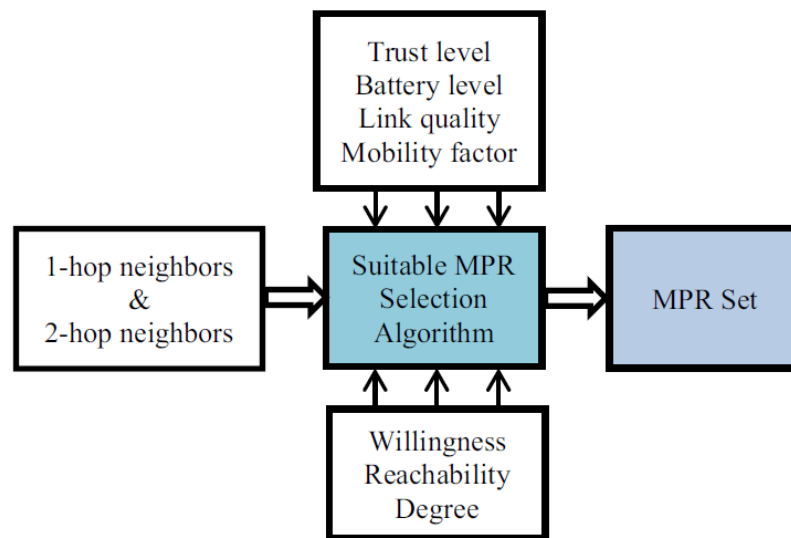 Trust level
Battery level
Link quality
Mobility factor
1-hop neighbors
&
2-hop neighbors
Suitable MPR
Selection
Algorithm
MPR Set
Willingness
Reachability
Degree